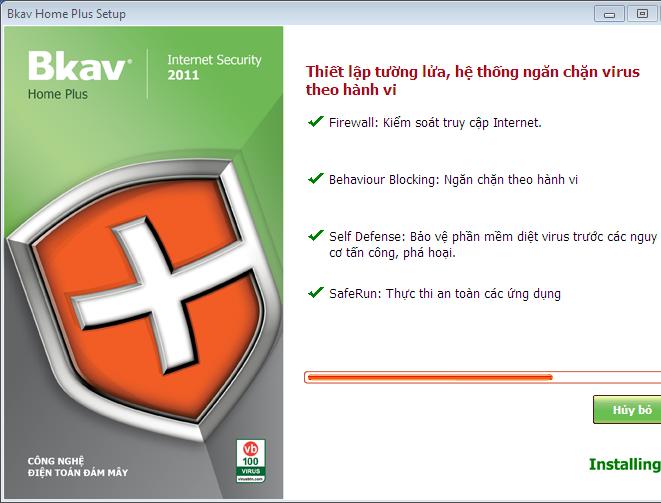 Bkav Home Plus Setup
Bkav®
Home Plus
Internet Security
2011
Thiết lập tường lửa, hệ thống ngăn chặn virus
theo hành vi
Firewall: Kiểm soát truy cập Internet.
Behaviour Blocking: Ngăn chặn theo hành vi
Self Defense: Bảo vệ phần mềm diệt virus trước các nguy
cơ tấn công, phá hoại.
SafeRun: Thực thi an toàn các ứng dụng
Hủy bỏ
Installing
CÔNG NGHỆ
ĐIỆN TOÁN ĐÁM MÂY
vb
100
VIRUS
virusbtn.com